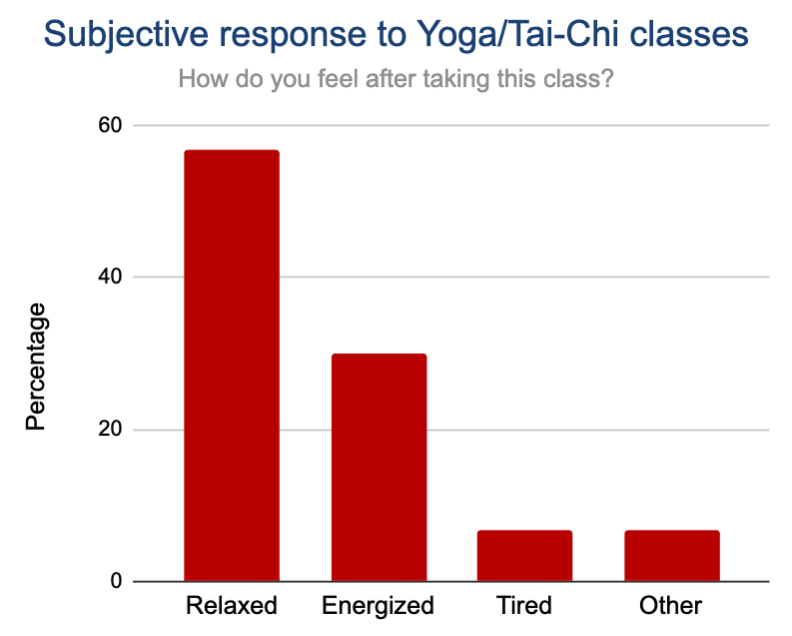 Subjective response to Yoga/Tai-Chi classes
How do you feel after taking this class?
60
40
20
0
Percentage
Relaxed Energized Tired Other